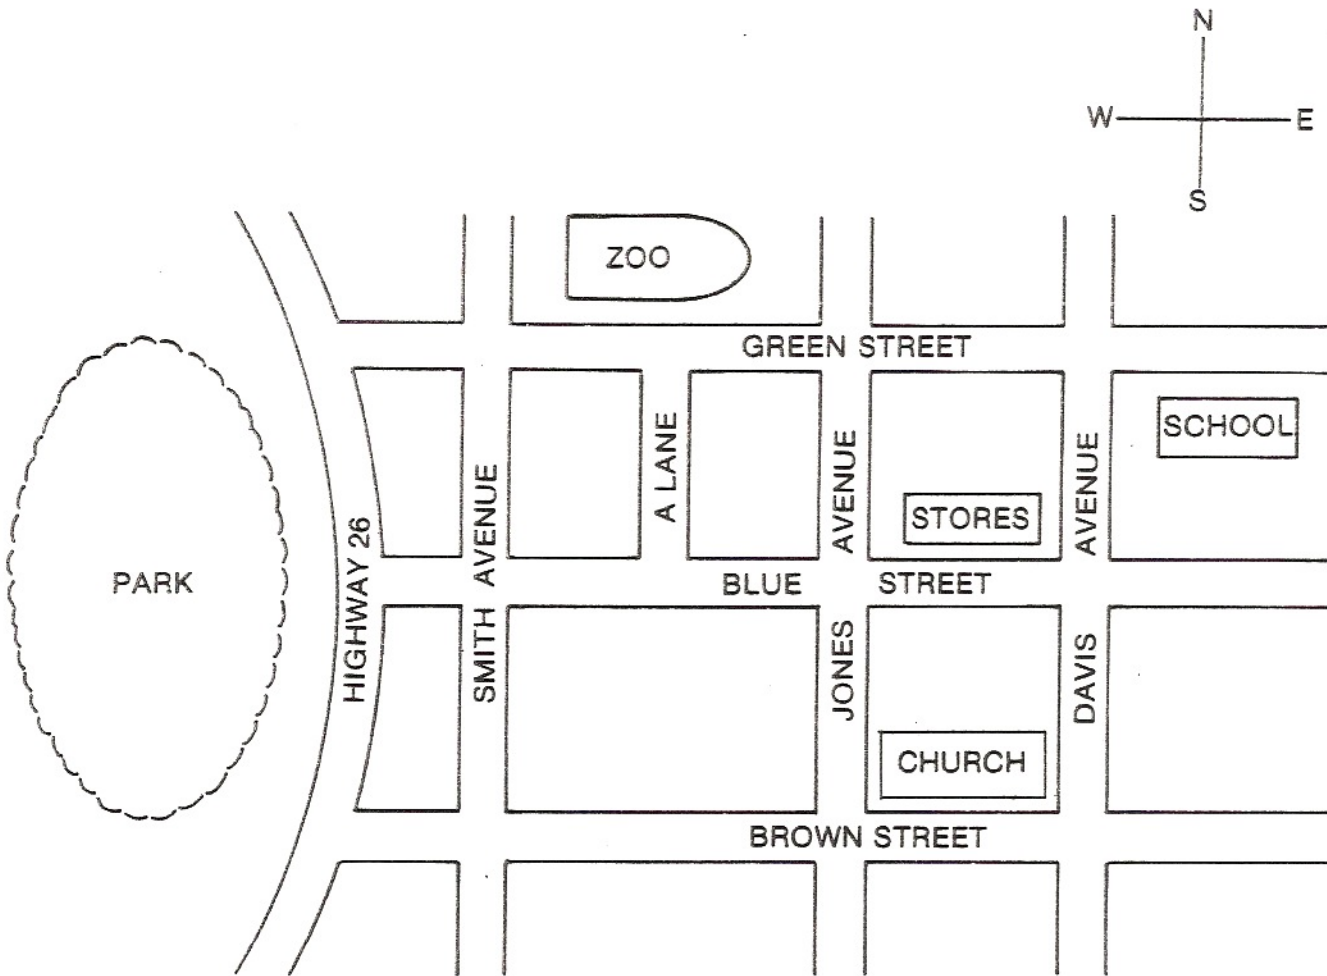 N
W E
S
ZOO
GREEN STREET
A LANE
SCHOOL
STORES
PARK
HIGHWAY 26
SMITH AVENUE
BLUE STREET
JONES AVENUE
DAVIS AVENUE
CHURCH
BROWN STREET